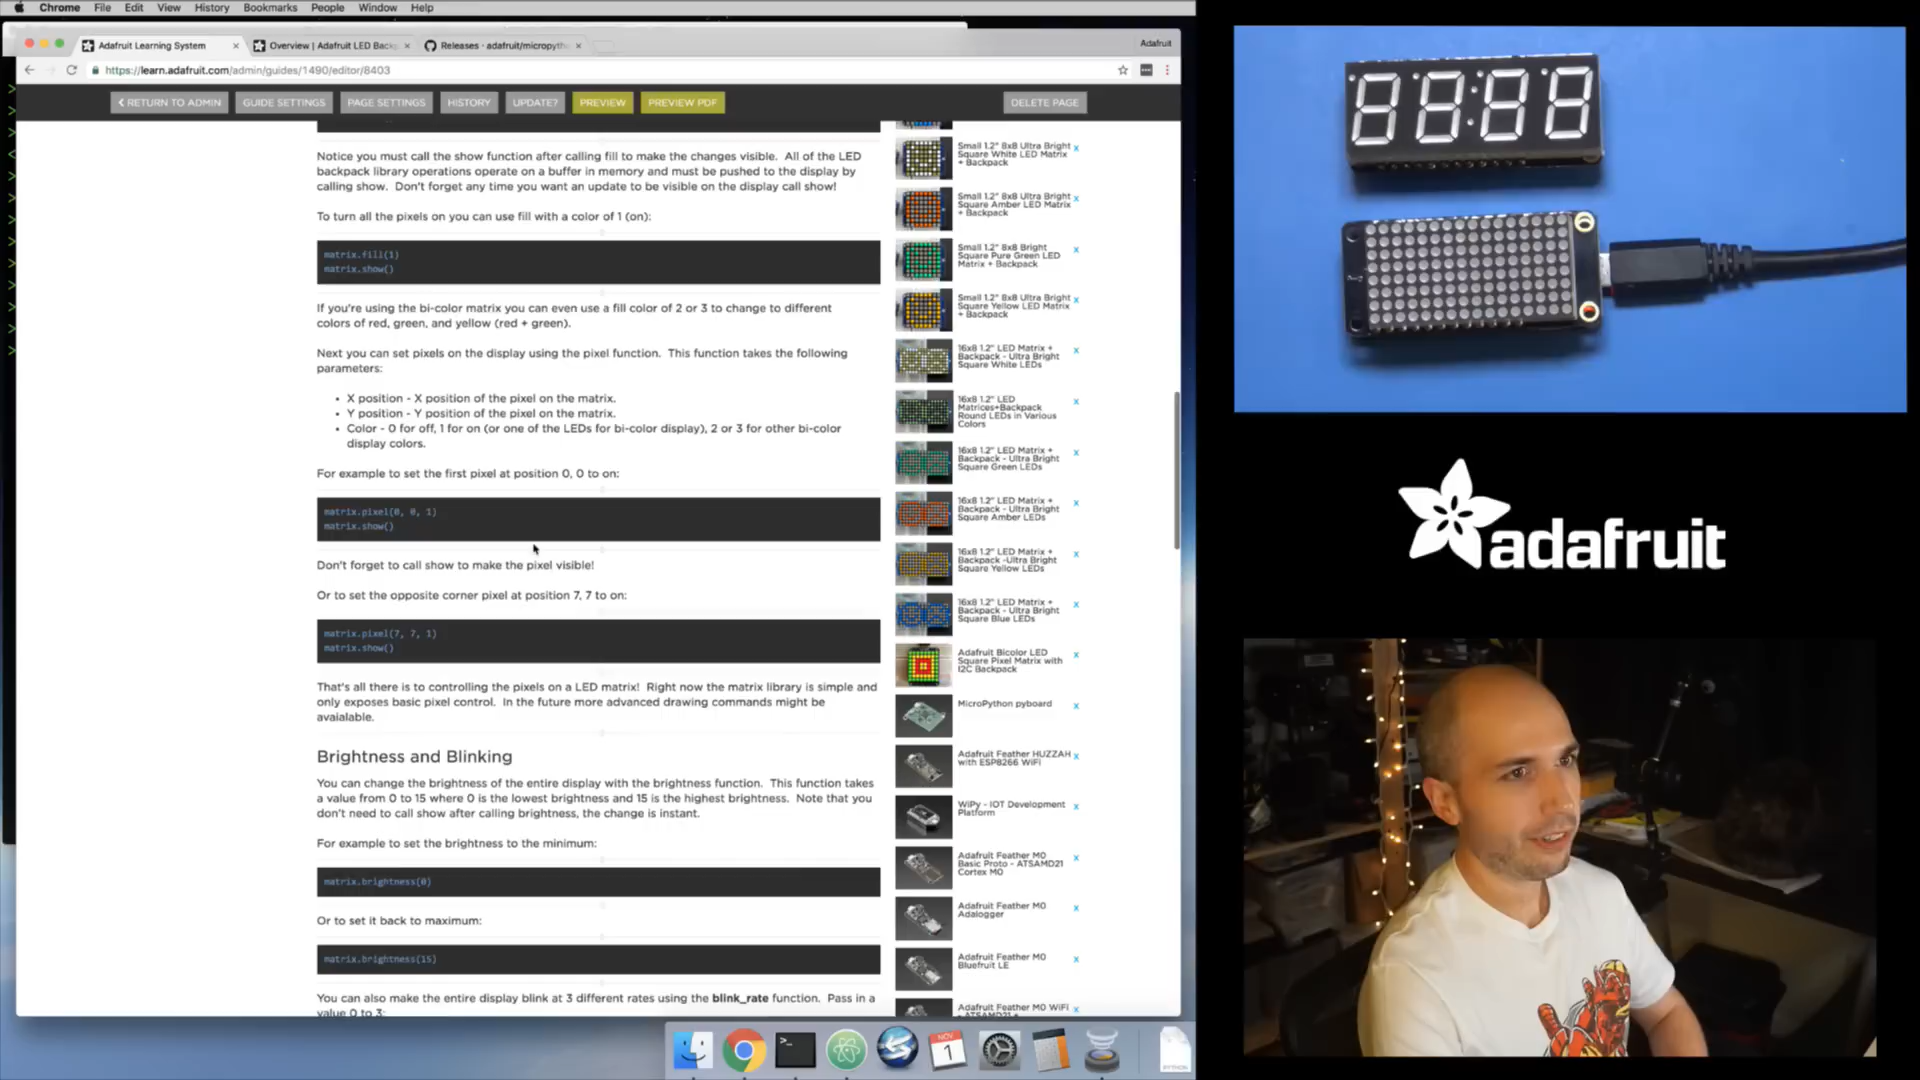 Chrome File Edit View History Bookmarks People Window Help
Adafruit Learning System
Overview | Adafruit LED Back
Releases · adafruit/micropyth
Adafruit
https://learn.adafruit.com/admin/guides/1490/editor/8403
RETURN TO ADMIN
GUIDE SETTINGS
PAGE SETTINGS
HISTORY
UPDATE?
PREVIEW
PREVIEW PDF
DELETE PAGE
Notice you must call the show function after calling fill to make the changes visible. All of the LED
backpack library operations operate on a buffer in memory and must be pushed to the display by
calling show. Don't forget any time you want an update to be visible on the display call show!
To turn all the pixels on you can use fill with a color of 1 (on):
matrix.fill(1)
matrix.show()
If you're using the bi-color matrix you can even use a fill color of 2 or 3 to change to different
colors of red, green, and yellow (red + green).
Next you can set pixels on the display using the pixel function. This function takes the following
parameters:
• X position - X position of the pixel on the matrix.
• Y position - Y position of the pixel on the matrix.
• Color - 0 for off, 1 for on (or one of the LEDs for bi-color display), 2 or 3 for other bi-color
display colors.
For example to set the first pixel at position 0, 0 to on:
matrix.pixel(0, 0, 1)
matrix.show()
Don't forget to call show to make the pixel visible!
Or to set the opposite corner pixel at position 7, 7 to on:
matrix.pixel(7, 7, 1)
matrix.show()
That's all there is to controlling the pixels on a LED matrix! Right now the matrix library is simple and
only exposes basic pixel control. In the future more advanced drawing commands might be
avaialable.
Brightness and Blinking
You can change the brightness of the entire display with the brightness function. This function takes
a value from 0 to 15 where 0 is the lowest brightness and 15 is the highest brightness. Note that you
don't need to call show after calling brightness, the change is instant.
For example to set the brightness to the minimum:
matrix.brightness(0)
Or to set it back to maximum:
matrix.brightness(15)
You can also make the entire display blink at 3 different rates using the blink_rate function. Pass in a
value 0 to 3:
Small 1.2" 8x8 Ultra Bright
Square White LED Matrix
+ Backpack
x
Small 1.2" 8x8 Ultra Bright
Square Amber LED Matrix
+ Backpack
x
Small 1.2" 8x8 Bright
Square Pure Green LED
Matrix + Backpack
x
Small 1.2" 8x8 Ultra Bright
Square Yellow LED Matrix
+ Backpack
x
16x8 1.2" LED Matrix +
Backpack - Ultra Bright
Square White LEDs
x
16x8 1.2" LED
Matrices+Backpack
Round LEDs in Various
Colors
x
16x8 1.2" LED Matrix +
Backpack - Ultra Bright
Square Green LEDs
x
16x8 1.2" LED Matrix +
Backpack - Ultra Bright
Square Amber LEDs
x
16x8 1.2" LED Matrix +
Backpack -Ultra Bright
Square Yellow LEDs
x
16x8 1.2" LED Matrix +
Backpack - Ultra Bright
Square Blue LEDs
x
Adafruit Bicolor LED
Square Pixel Matrix with
I2C Backpack
x
MicroPython pyboard
x
Adafruit Feather HUZZAH
with ESP8266 WiFi
x
WiPy - IOT Development
Platform
x
Adafruit Feather M0
Basic Proto - ATSAMD21
Cortex M0
x
Adafruit Feather M0
Adalogger
x
Adafruit Feather M0
Bluefruit LE
x
Adafruit Feather M0 WiFi
- ATSAMD21 +
x
NOV
1
PYTHON
adafruit